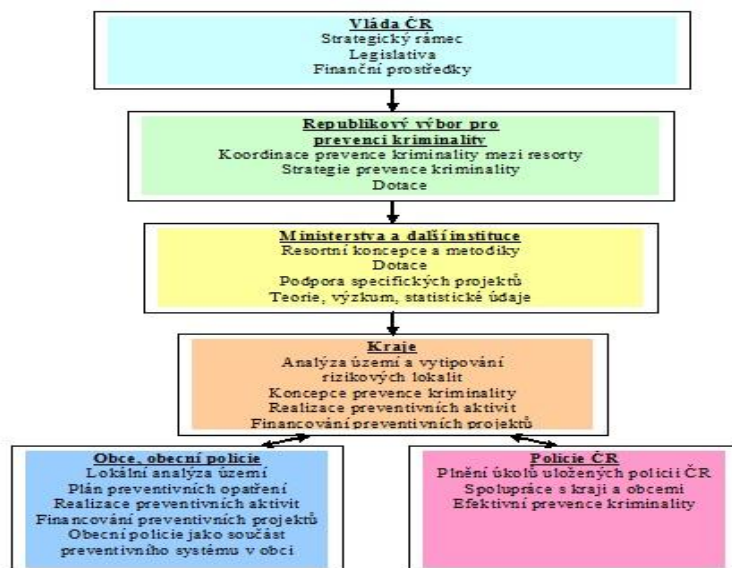 Vláda ČR
Strategický rámec
Legislativa
Finanční prostředky
Republikový výbor pro
prevenci kriminality
Koordinace prevence kriminality mezi resorty
Strategie prevence kriminality
Dotace
Ministerstva a další instituce
Resortní koncepce a metodiky
Dotace
Podpora specifických projektů
Teorie, výzkum, statistické údaje
Kraje
Analýza území a vytipování
rizikových lokalit
Koncepce prevence kriminality
Realizace preventivních aktivit
Financování preventivních projektů
Obce, obecní policie
Lokální analýza území
Plán preventivních opatření
Realizace preventivních aktivit
Financování preventivních projektů
Obecní policie jako součást
preventivního systému v obci
Policie ČR
Plnění úkolů uložených policii ČR
Spolupráce s kraji a obcemi
Efektivní prevence kriminality